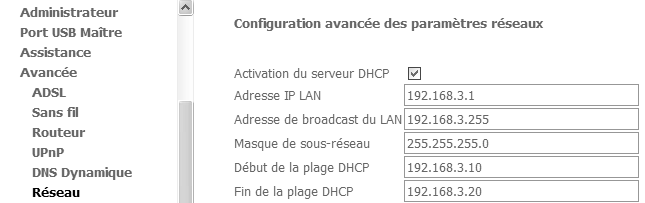 Administrateur
Port USB Maître
Assistance
Avancée
ADSL
Sans fil
Routeur
UPnP
DNS Dynamique
Réseau
Configuration avancée des paramètres réseaux
Activation du serveur DHCP
Adresse IP LAN 192.168.3.1
Adresse de broadcast du LAN 192.168.3.255
Masque de sous-réseau 255.255.255.0
Début de la plage DHCP 192.168.3.10
Fin de la plage DHCP 192.168.3.20